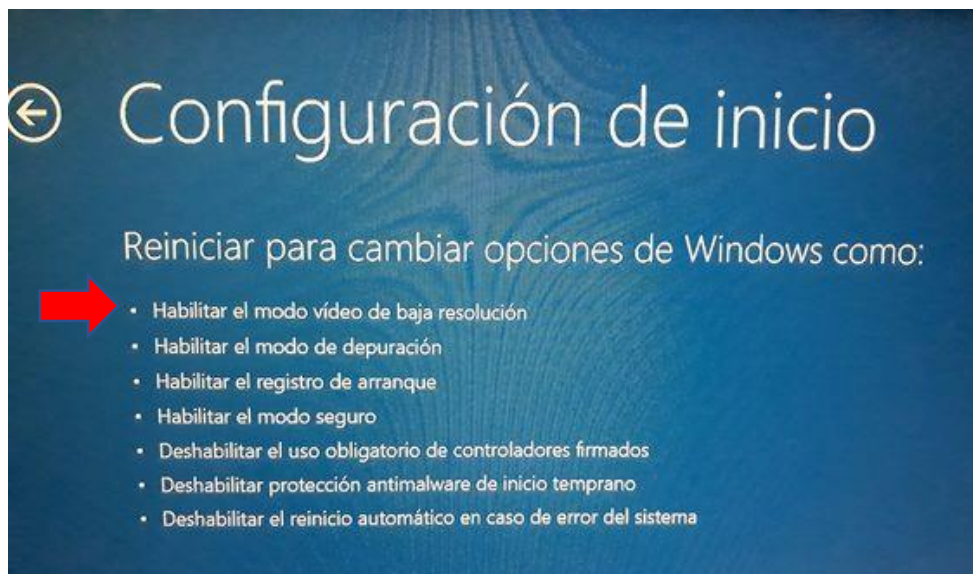 Configuración de inicio
Reiniciar para cambiar opciones de Windows como:
• Habilitar el modo vídeo de baja resolución
• Habilitar el modo de depuración
• Habilitar el registro de arranque
• Habilitar el modo seguro
• Deshabilitar el uso obligatorio de controladores firmados
• Deshabilitar protección antimalware de inicio temprano
• Deshabilitar el reinicio automático en caso de error del sistema